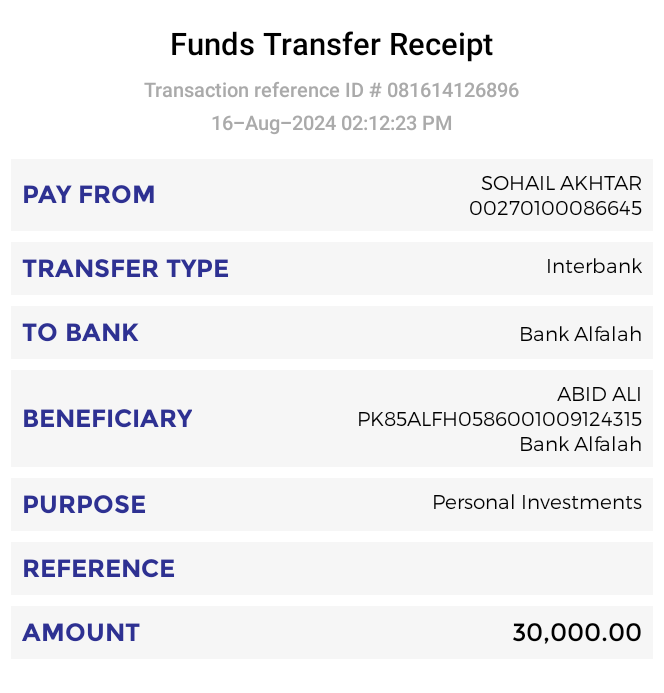 Funds Transfer Receipt
Transaction reference ID # 081614126896
16-Aug-2024 02:12:23 PM
PAY FROM
SOHAIL AKHTAR
00270100086645
TRANSFER TYPE
Interbank
TO BANK
Bank Alfalah
BENEFICIARY
ABID ALI
PK85ALFH0586001009124315
Bank Alfalah
PURPOSE
Personal Investments
REFERENCE
AMOUNT
30,000.00